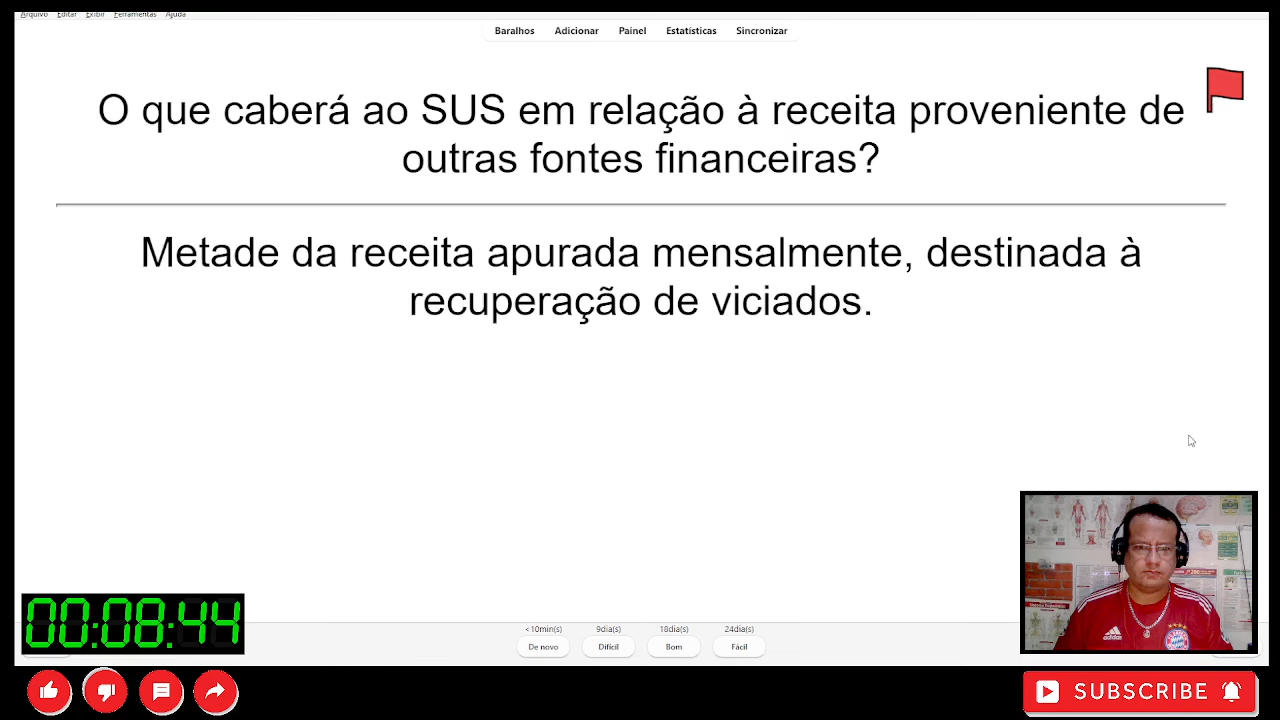 Arquivo Editar Exibir Ferramentas Ajuda
Baralhos Adicionar Painel Estatísticas Sincronizar
O que caberá ao SUS em relação à receita proveniente de
outras fontes financeiras?
Metade da receita apurada mensalmente, destinada à
recuperação de viciados.
00:08:44
<10min(s) 9dia(s) 18dia(s) 24dia(s)
De novo Difícil Bom Fácil
adidas
SUBSCRIBE